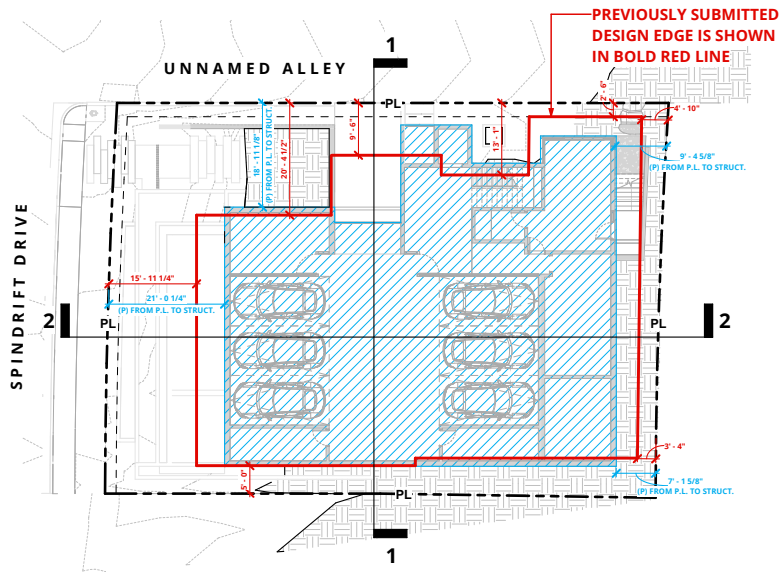 PREVIOUSLY SUBMITTED
DESIGN EDGE IS SHOWN
IN BOLD RED LINE
1
UNNAMED ALLEY
PL
2' - 6"
4' - 10"
18' - 11 1/8"
(P) FROM P.L. TO STRUCT.
20' - 4 1/2"
9' - 6"
13' - 1"
9' - 4 5/8"
(P) FROM P.L. TO STRUCT.
SPINDRIFT DRIVE
15' - 11 1/4"
21' - 0 1/4"
(P) FROM P.L. TO STRUCT.
2
PL
PL
2
3' - 4"
5' - 0"
7' - 1 5/8"
(P) FROM P.L. TO STRUCT.
PL
1